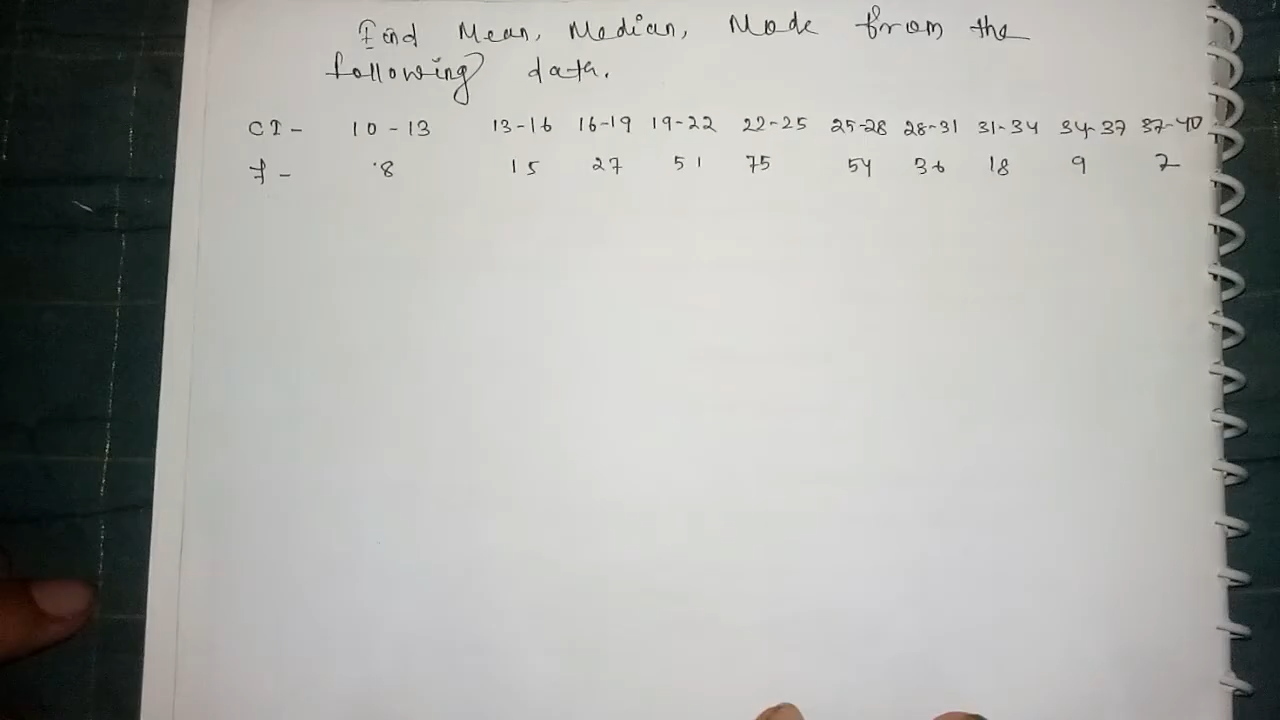 Find Mean, Median, Mode from the
following data.
CI - 10-13 13-16 16-19 19-22 22-25 25-28 28-31 31-34 34-37 37-40
f - 8 15 27 51 75 54 36 18 9 7